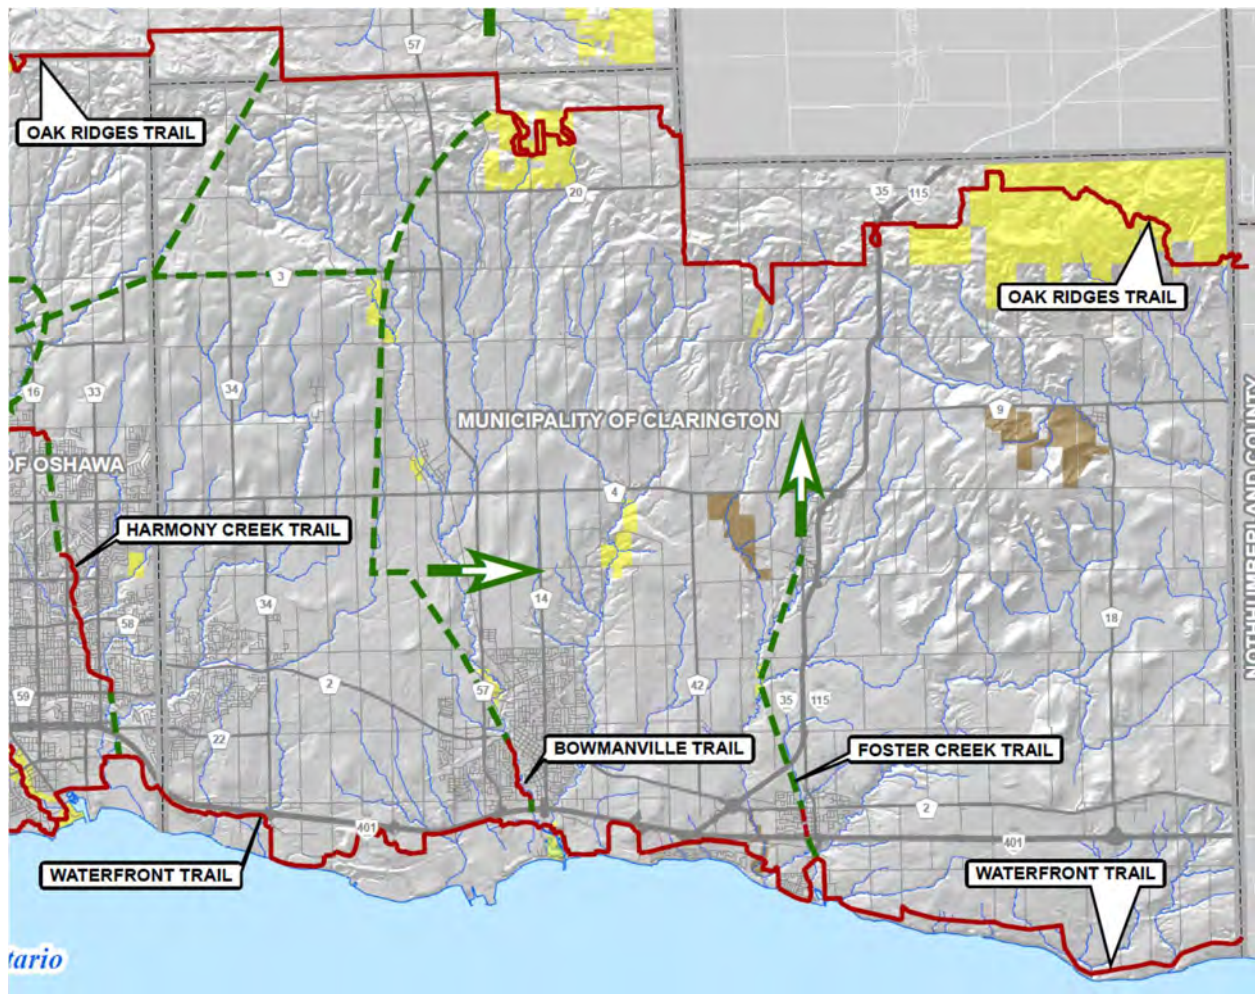 57
OAK RIDGES TRAIL
20
35
115
3
OAK RIDGES TRAIL
16
33
34
9
MUNICIPALITY OF CLARINGTON
OF OSHAWA
NOTHHUMBERLAND COUNTY
4
HARMONY CREEK TRAIL
34
14
58
18
59
2
57
42
35
115
22
BOWMANVILLE TRAIL
FOSTER CREEK TRAIL
2
401
401
WATERFRONT TRAIL
WATERFRONT TRAIL
tario